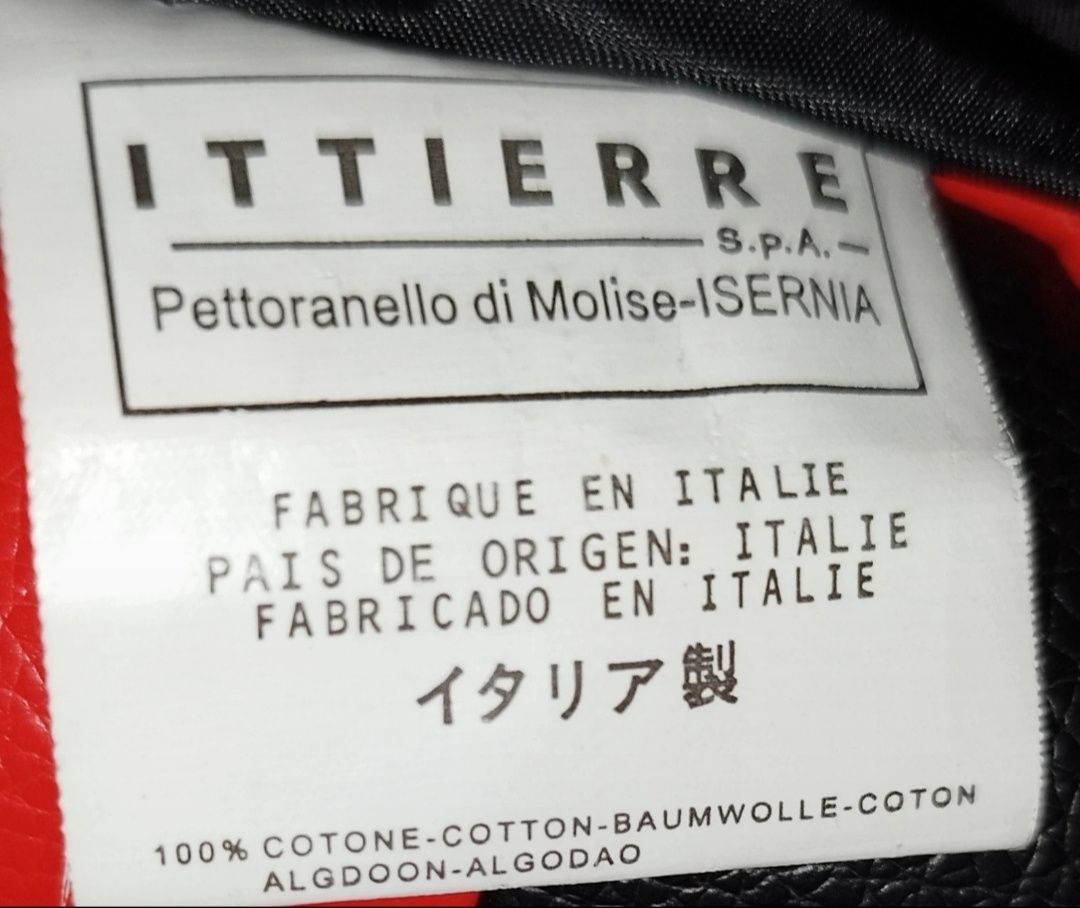 ITTIERRE
S.p.A.
Pettoranello di Molise-ISERNIA
FABRIQUE EN ITALIE
PAIS DE ORIGEN: ITALIE
FABRICADO EN ITALIE
イタリア製
100% COTONE-COTTON-BAUMWOLLE-COTON
ALGDOON-ALGODAO